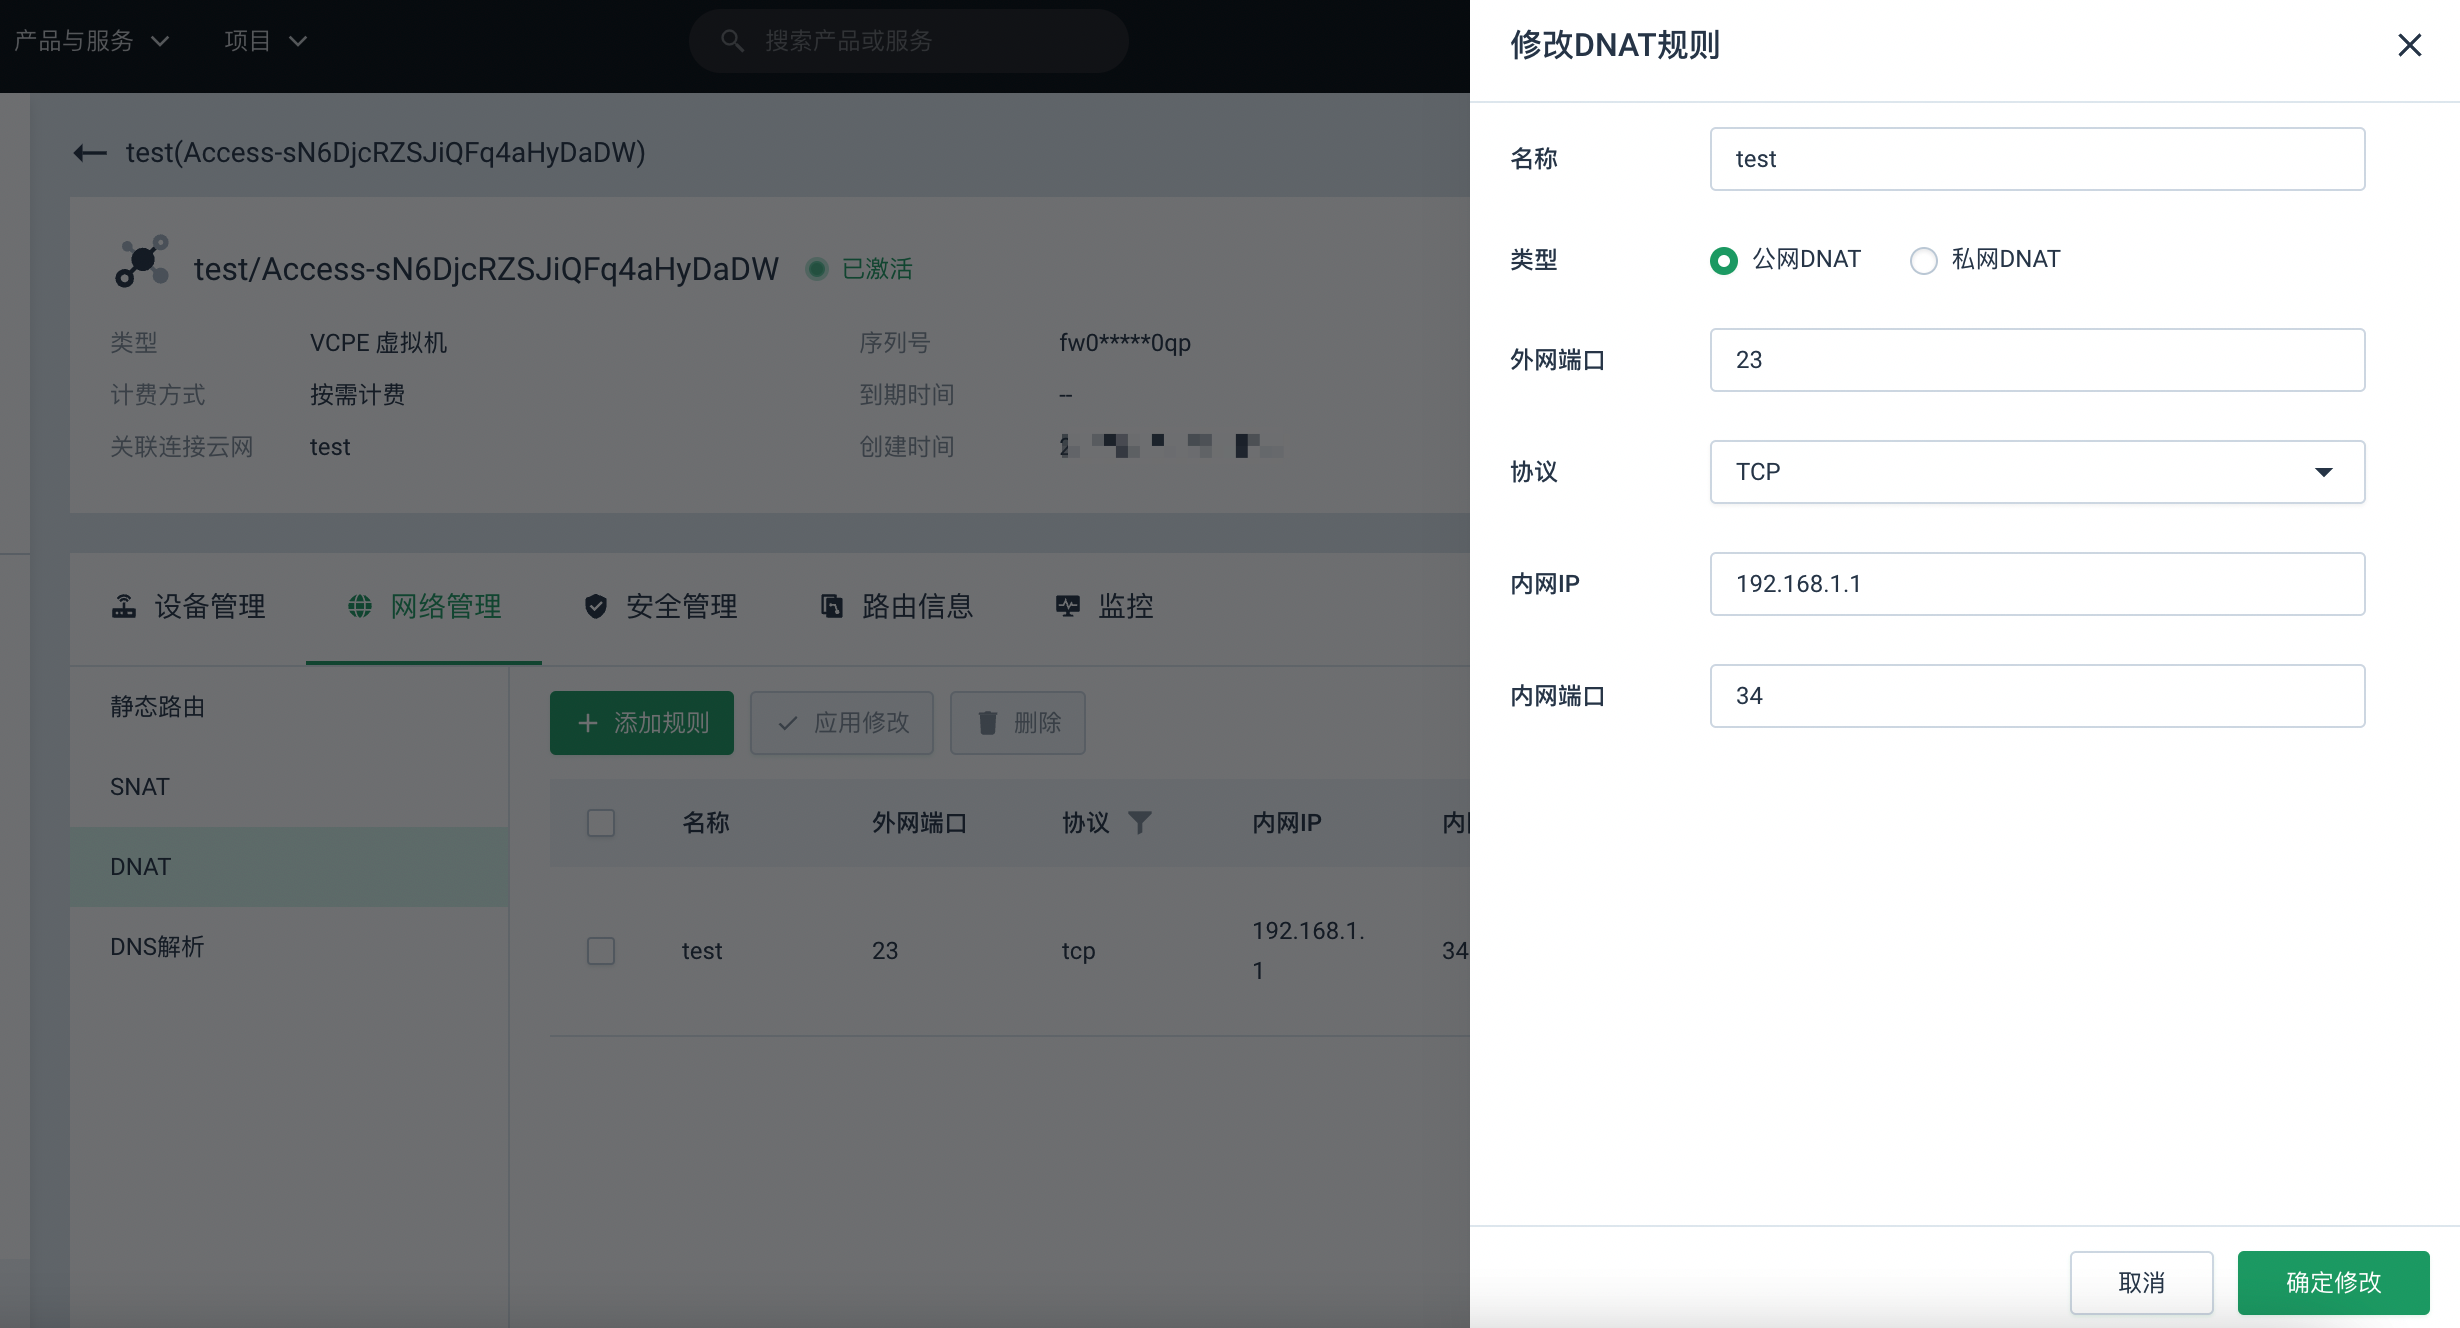 产品与服务
项目
搜索产品或服务
test(Access-sN6DjcRZSJiQFq4aHyDaDW)
test/Access-sN6DjcRZSJiQFq4aHyDaDW
已激活
类型
VCPE 虚拟机
序列号
fw0*****0qp
计费方式
按需计费
到期时间
--
关联连接云网
test
创建时间
设备管理
网络管理
安全管理
路由信息
监控
静态路由
SNAT
DNAT
DNS解析
添加规则
应用修改
删除
名称
外网端口
协议
内网IP
内
test
23
tcp
192.168.1.
1
34
修改DNAT规则
名称
test
类型
公网DNAT
私网DNAT
外网端口
23
协议
TCP
内网IP
192.168.1.1
内网端口
34
取消
确定修改